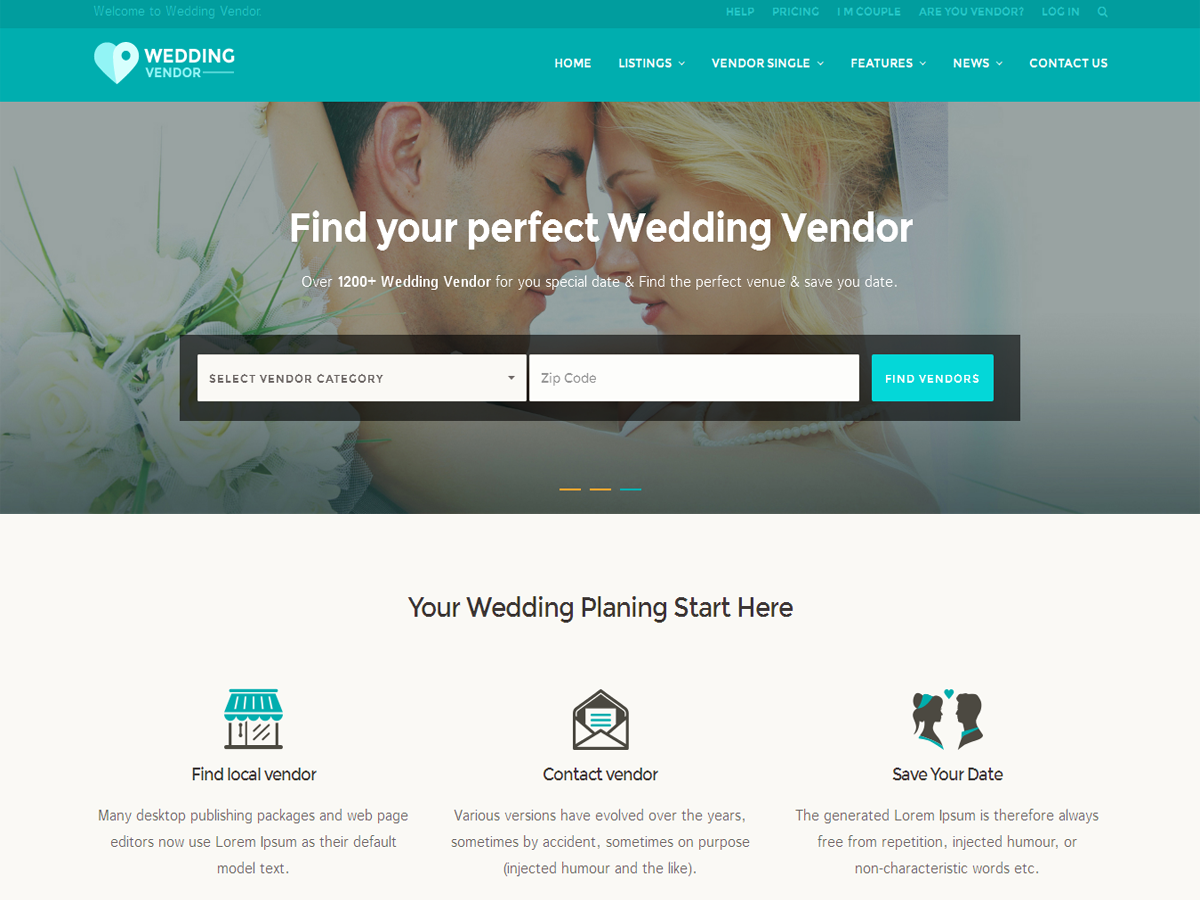 Welcome to Wedding Vendor.
HELP PRICING I M COUPLE ARE YOU VENDOR? LOG IN
WEDDING
VENDOR
HOME LISTINGS VENDOR SINGLE FEATURES NEWS CONTACT US
Find your perfect Wedding Vendor
Over 1200+ Wedding Vendor for you special date & Find the perfect venue & save you date.
SELECT VENDOR CATEGORY Zip Code FIND VENDORS
Your Wedding Planing Start Here
Find local vendor
Many desktop publishing packages and web page
editors now use Lorem Ipsum as their default
model text.
Contact vendor
Various versions have evolved over the years,
sometimes by accident, sometimes on purpose
(injected humour and the like).
Save Your Date
The generated Lorem Ipsum is therefore always
free from repetition, injected humour, or
non-characteristic words etc.